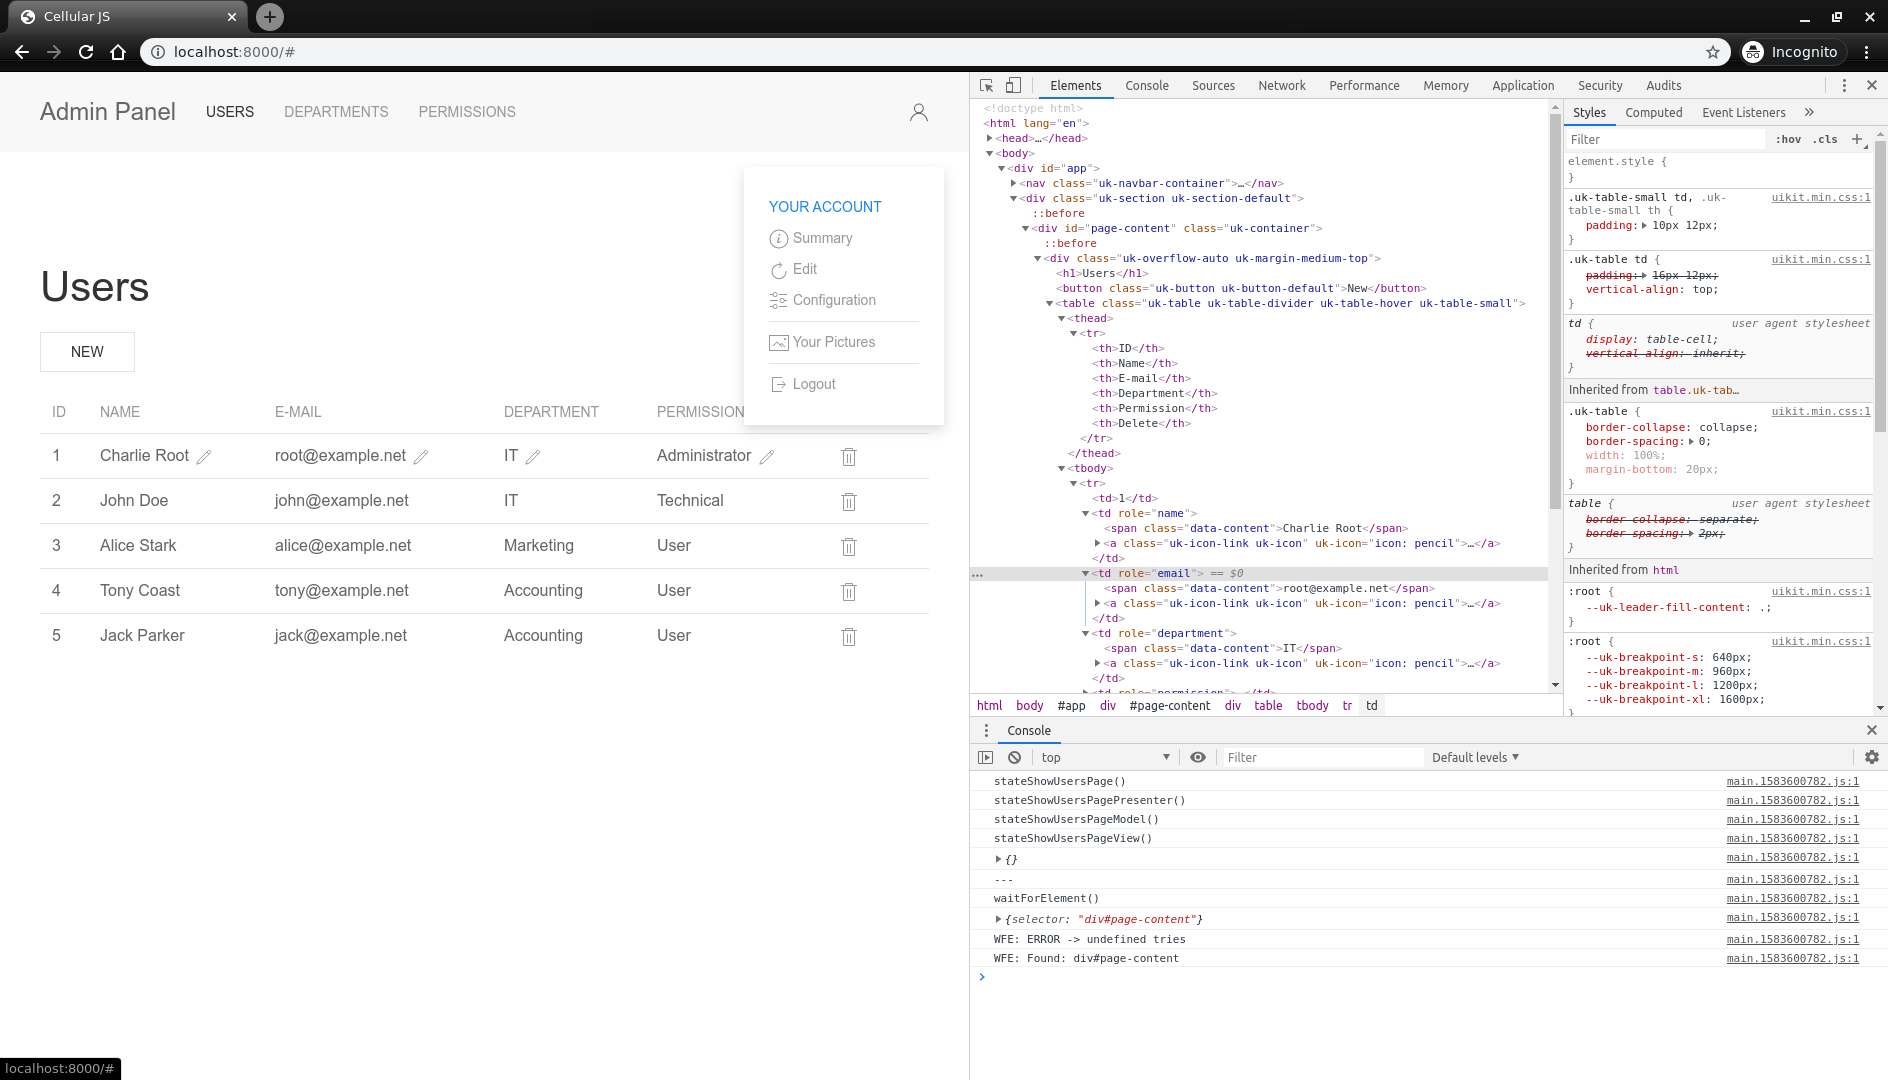 Cellular JS
localhost:8000/#
Incognito
Admin Panel USERS DEPARTMENTS PERMISSIONS
YOUR ACCOUNT
Summary
Edit
Configuration
Your Pictures
Logout
Users
NEW
ID NAME E-MAIL DEPARTMENT PERMISSION
1 Charlie Root root@example.net IT Administrator
2 John Doe john@example.net IT Technical
3 Alice Stark alice@example.net Marketing User
4 Tony Coast tony@example.net Accounting User
5 Jack Parker jack@example.net Accounting User
localhost:8000/#
Elements Console Sources Network Performance Memory Application Security Audits
<!doctype html>
<html lang="en">
<head>…</head>
<body>
<div id="app">
<nav class="uk-navbar-container">…</nav>
<div class="uk-section uk-section-default">
::before
<div id="page-content" class="uk-container">
::before
<div class="uk-overflow-auto uk-margin-medium-top">
<h1>Users</h1>
<button class="uk-button uk-button-default">New</button>
<table class="uk-table uk-table-divider uk-table-hover uk-table-small">
<thead>
<tr>
<th>ID</th>
<th>Name</th>
<th>E-mail</th>
<th>Department</th>
<th>Permission</th>
<th>Delete</th>
</tr>
</thead>
<tbody>
<tr>
<td>1</td>
<td role="name">
<span class="data-content">Charlie Root</span>
<a class="uk-icon-link uk-icon" uk-icon="icon: pencil">…</a>
</td>
<td role="email"> == $0
<span class="data-content">root@example.net</span>
<a class="uk-icon-link uk-icon" uk-icon="icon: pencil">…</a>
</td>
<td role="department">
<span class="data-content">IT</span>
<a class="uk-icon-link uk-icon" uk-icon="icon: pencil">…</a>
</td>
<td role="permission">…</td>
html body #app div #page-content div table tbody tr td
Styles Computed Event Listeners
Filter :hov .cls
element.style {
}
.uk-table-small td, .uk-table-small th { uikit.min.css:1
padding: 10px 12px;
}
.uk-table td { uikit.min.css:1
padding: 16px 12px;
vertical-align: top;
}
td { user agent stylesheet
display: table-cell;
vertical-align: inherit;
}
Inherited from table.uk-tab…
.uk-table { uikit.min.css:1
border-collapse: collapse;
border-spacing: 0;
width: 100%;
margin-bottom: 20px;
}
table { user agent stylesheet
border-collapse: separate;
border-spacing: 2px;
}
Inherited from html
:root { uikit.min.css:1
--uk-leader-fill-content: .;
}
:root { uikit.min.css:1
--uk-breakpoint-s: 640px;
--uk-breakpoint-m: 960px;
--uk-breakpoint-l: 1200px;
--uk-breakpoint-xl: 1600px;
}
Console
top Filter Default levels
stateShowUsersPage() main.1583600782.js:1
stateShowUsersPagePresenter() main.1583600782.js:1
stateShowUsersPageModel() main.1583600782.js:1
stateShowUsersPageView() main.1583600782.js:1
{} main.1583600782.js:1
--- main.1583600782.js:1
waitForElement() main.1583600782.js:1
{selector: "div#page-content"} main.1583600782.js:1
WFE: ERROR -> undefined tries main.1583600782.js:1
WFE: Found: div#page-content main.1583600782.js:1